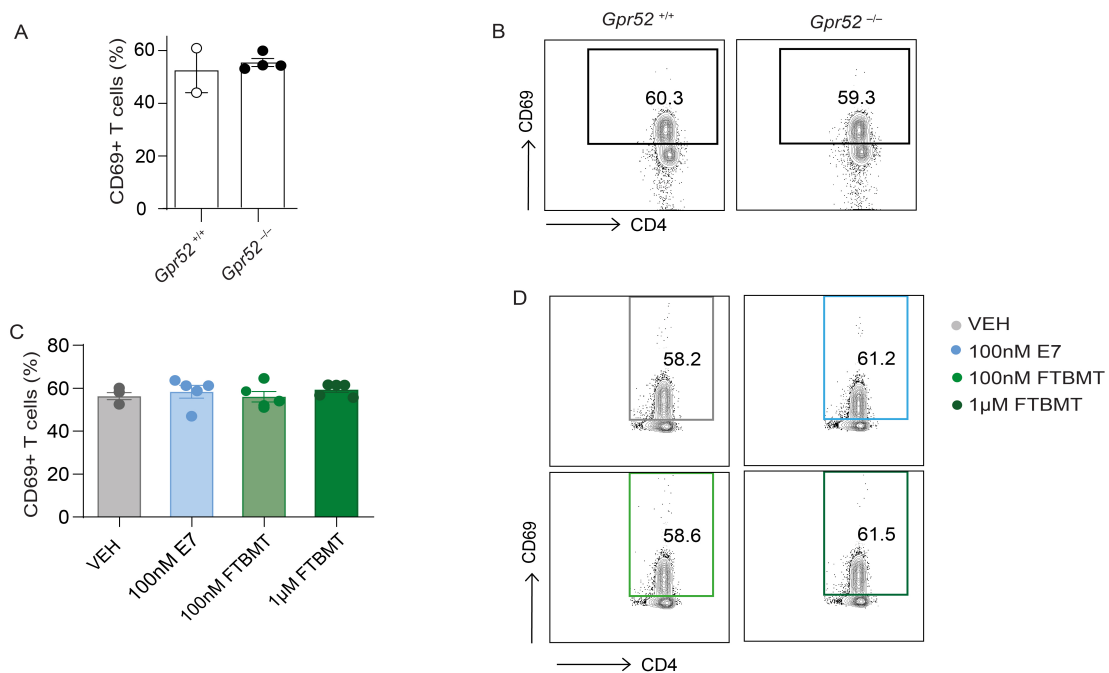 A
CD69+ T cells (%)
60
40
20
0
Gpr52 +/+
Gpr52 –/–
B
Gpr52 +/+
Gpr52 –/–
CD69
60.3
59.3
CD4
C
CD69+ T cells (%)
80
60
40
20
0
VEH
100nM E7
100nM FTBMT
1µM FTBMT
D
58.2
61.2
58.6
61.5
CD69
CD4
VEH
100nM E7
100nM FTBMT
1µM FTBMT